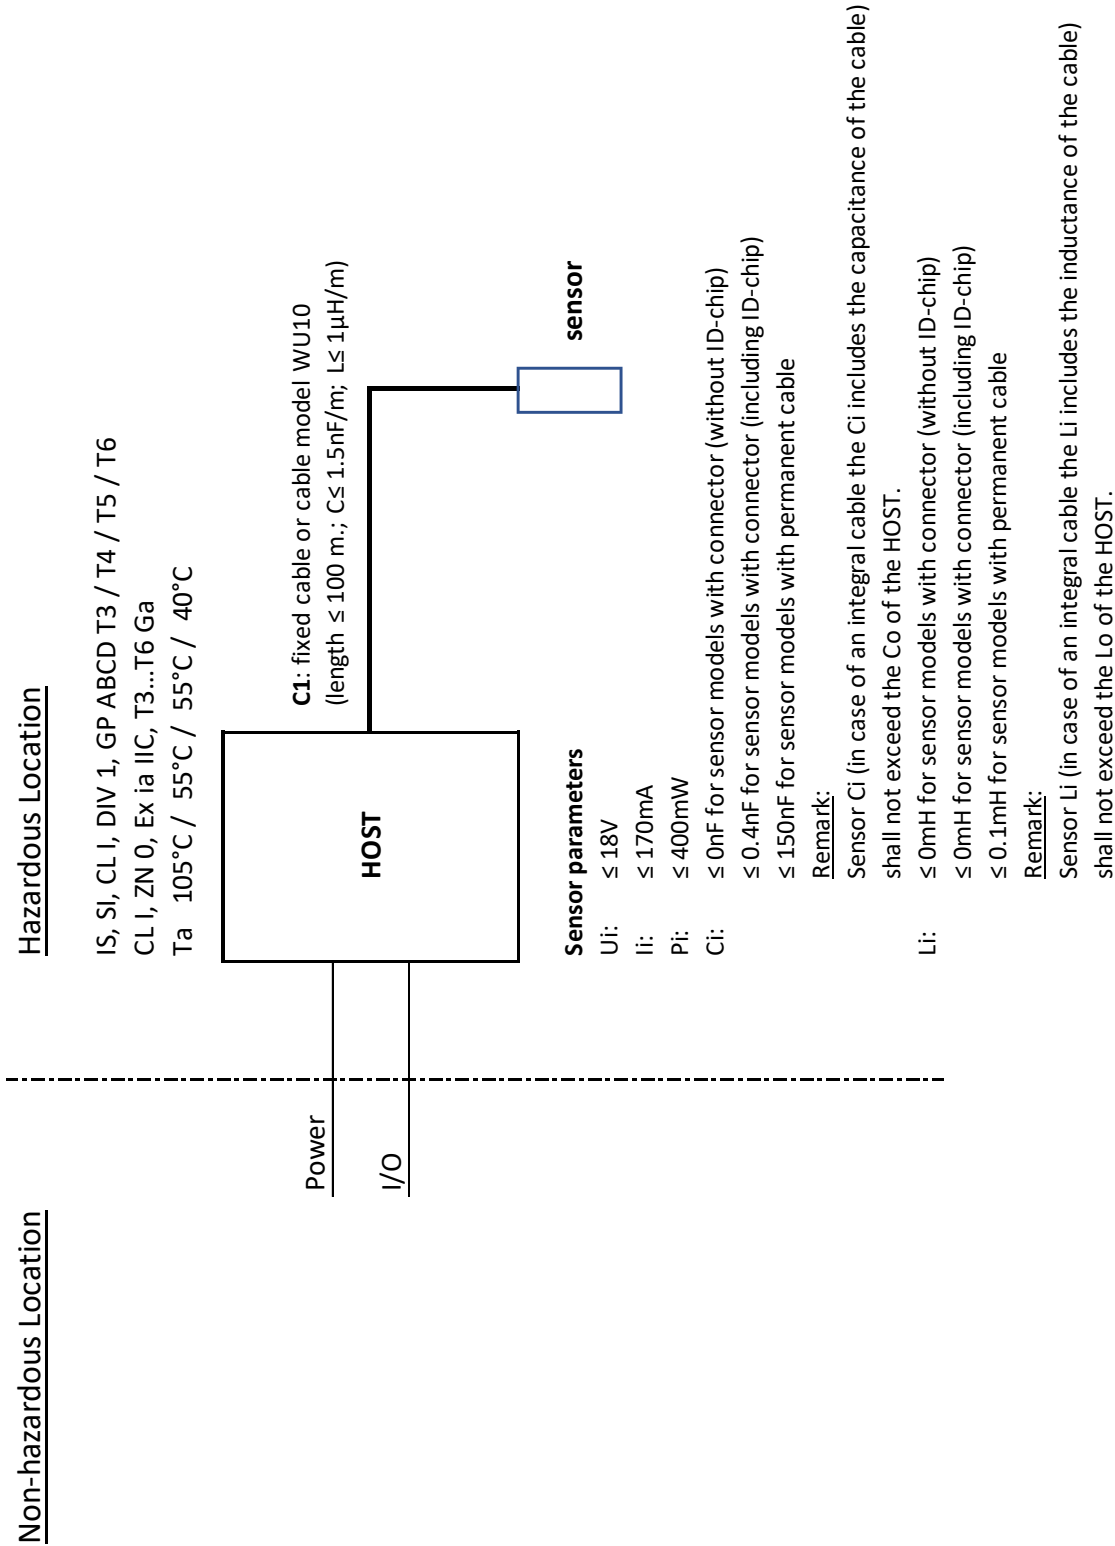 Non-hazardous Location
Hazardous Location
IS, SI, CL I, DIV 1, GP ABCD T3 / T4 / T5 / T6
CL I, ZN 0, Ex ia IIC, T3...T6 Ga
Ta 105°C / 55°C / 55°C / 40°C
Power
I/O
HOST
C1: fixed cable or cable model WU10
(length ≤ 100 m.; C≤ 1.5nF/m; L≤ 1µH/m)
sensor
Sensor parameters
Ui: ≤ 18V
Ii: ≤ 170mA
Pi: ≤ 400mW
Ci: ≤ 0nF for sensor models with connector (without ID-chip)
≤ 0.4nF for sensor models with connector (including ID-chip)
≤ 150nF for sensor models with permanent cable
Remark:
Sensor Ci (in case of an integral cable the Ci includes the capacitance of the cable)
shall not exceed the Co of the HOST.
Li: ≤ 0mH for sensor models with connector (without ID-chip)
≤ 0mH for sensor models with connector (including ID-chip)
≤ 0.1mH for sensor models with permanent cable
Remark:
Sensor Li (in case of an integral cable the Li includes the inductance of the cable)
shall not exceed the Lo of the HOST.